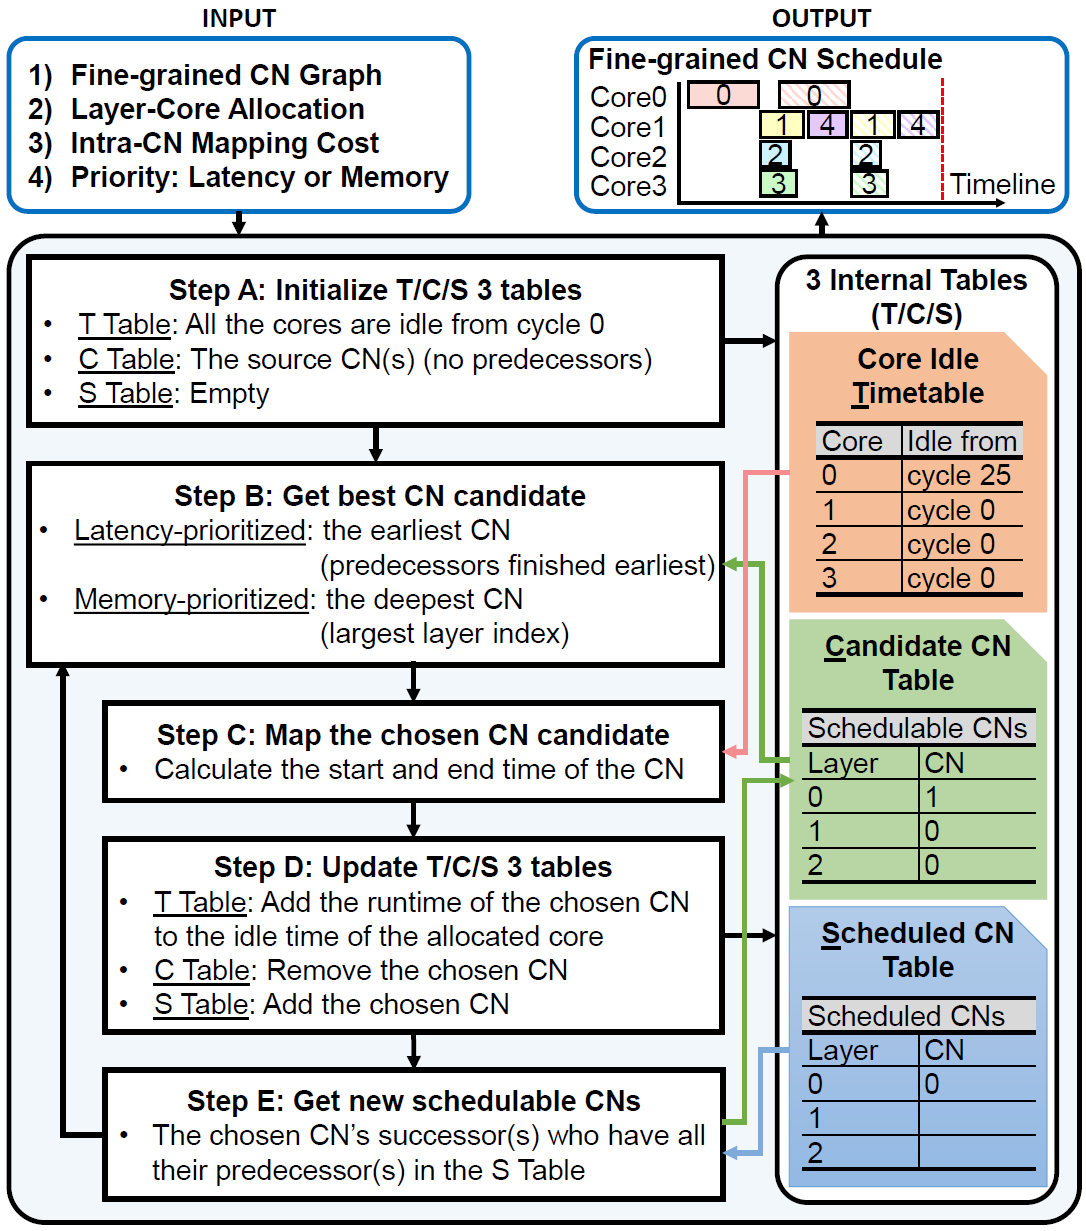 INPUT
1) Fine-grained CN Graph
2) Layer-Core Allocation
3) Intra-CN Mapping Cost
4) Priority: Latency or Memory
OUTPUT
Fine-grained CN Schedule
Core0 0 0
Core1 1 4 1 4
Core2 2 2
Core3 3 3
Timeline
Step A: Initialize T/C/S 3 tables
• T Table: All the cores are idle from cycle 0
• C Table: The source CN(s) (no predecessors)
• S Table: Empty
Step B: Get best CN candidate
• Latency-prioritized: the earliest CN
(predecessors finished earliest)
• Memory-prioritized: the deepest CN
(largest layer index)
Step C: Map the chosen CN candidate
• Calculate the start and end time of the CN
Step D: Update T/C/S 3 tables
• T Table: Add the runtime of the chosen CN
to the idle time of the allocated core
• C Table: Remove the chosen CN
• S Table: Add the chosen CN
Step E: Get new schedulable CNs
• The chosen CN's successor(s) who have all
their predecessor(s) in the S Table
3 Internal Tables
(T/C/S)
Core Idle
Timetable
Core Idle from
0 cycle 25
1 cycle 0
2 cycle 0
3 cycle 0
Candidate CN
Table
Schedulable CNs
Layer CN
0 1
1 0
2 0
Scheduled CN
Table
Scheduled CNs
Layer CN
0 0
1
2